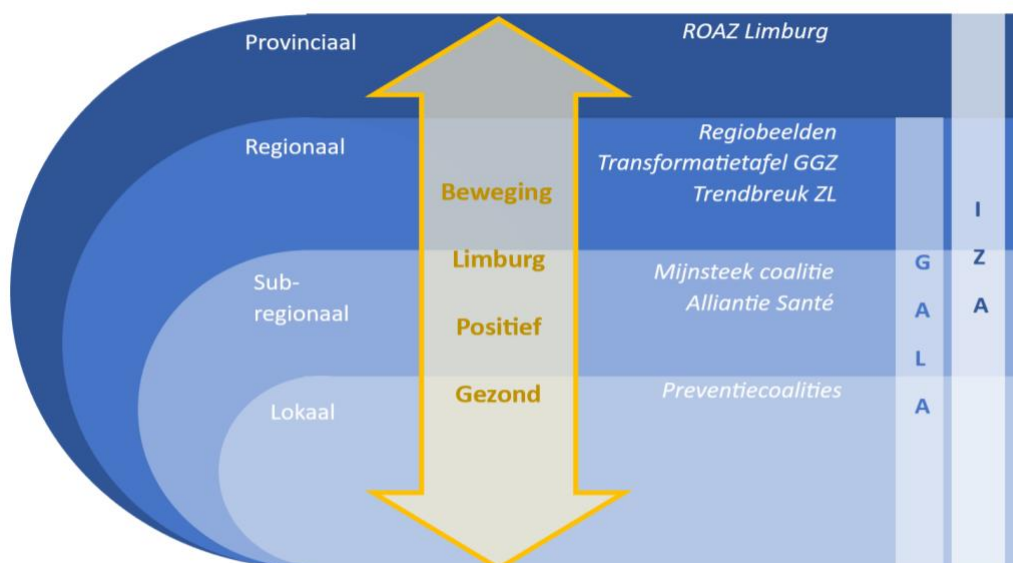 Provinciaal
ROAZ Limburg
Regionaal
Regiobeelden
Transformatietafel GGZ
Trendbreuk ZL
Sub-
regionaal
Mijnsteek coalitie
Alliantie Santé
Lokaal
Preventiecoalities
Beweging
Limburg
Positief
Gezond
G
A
L
A
I
Z
A